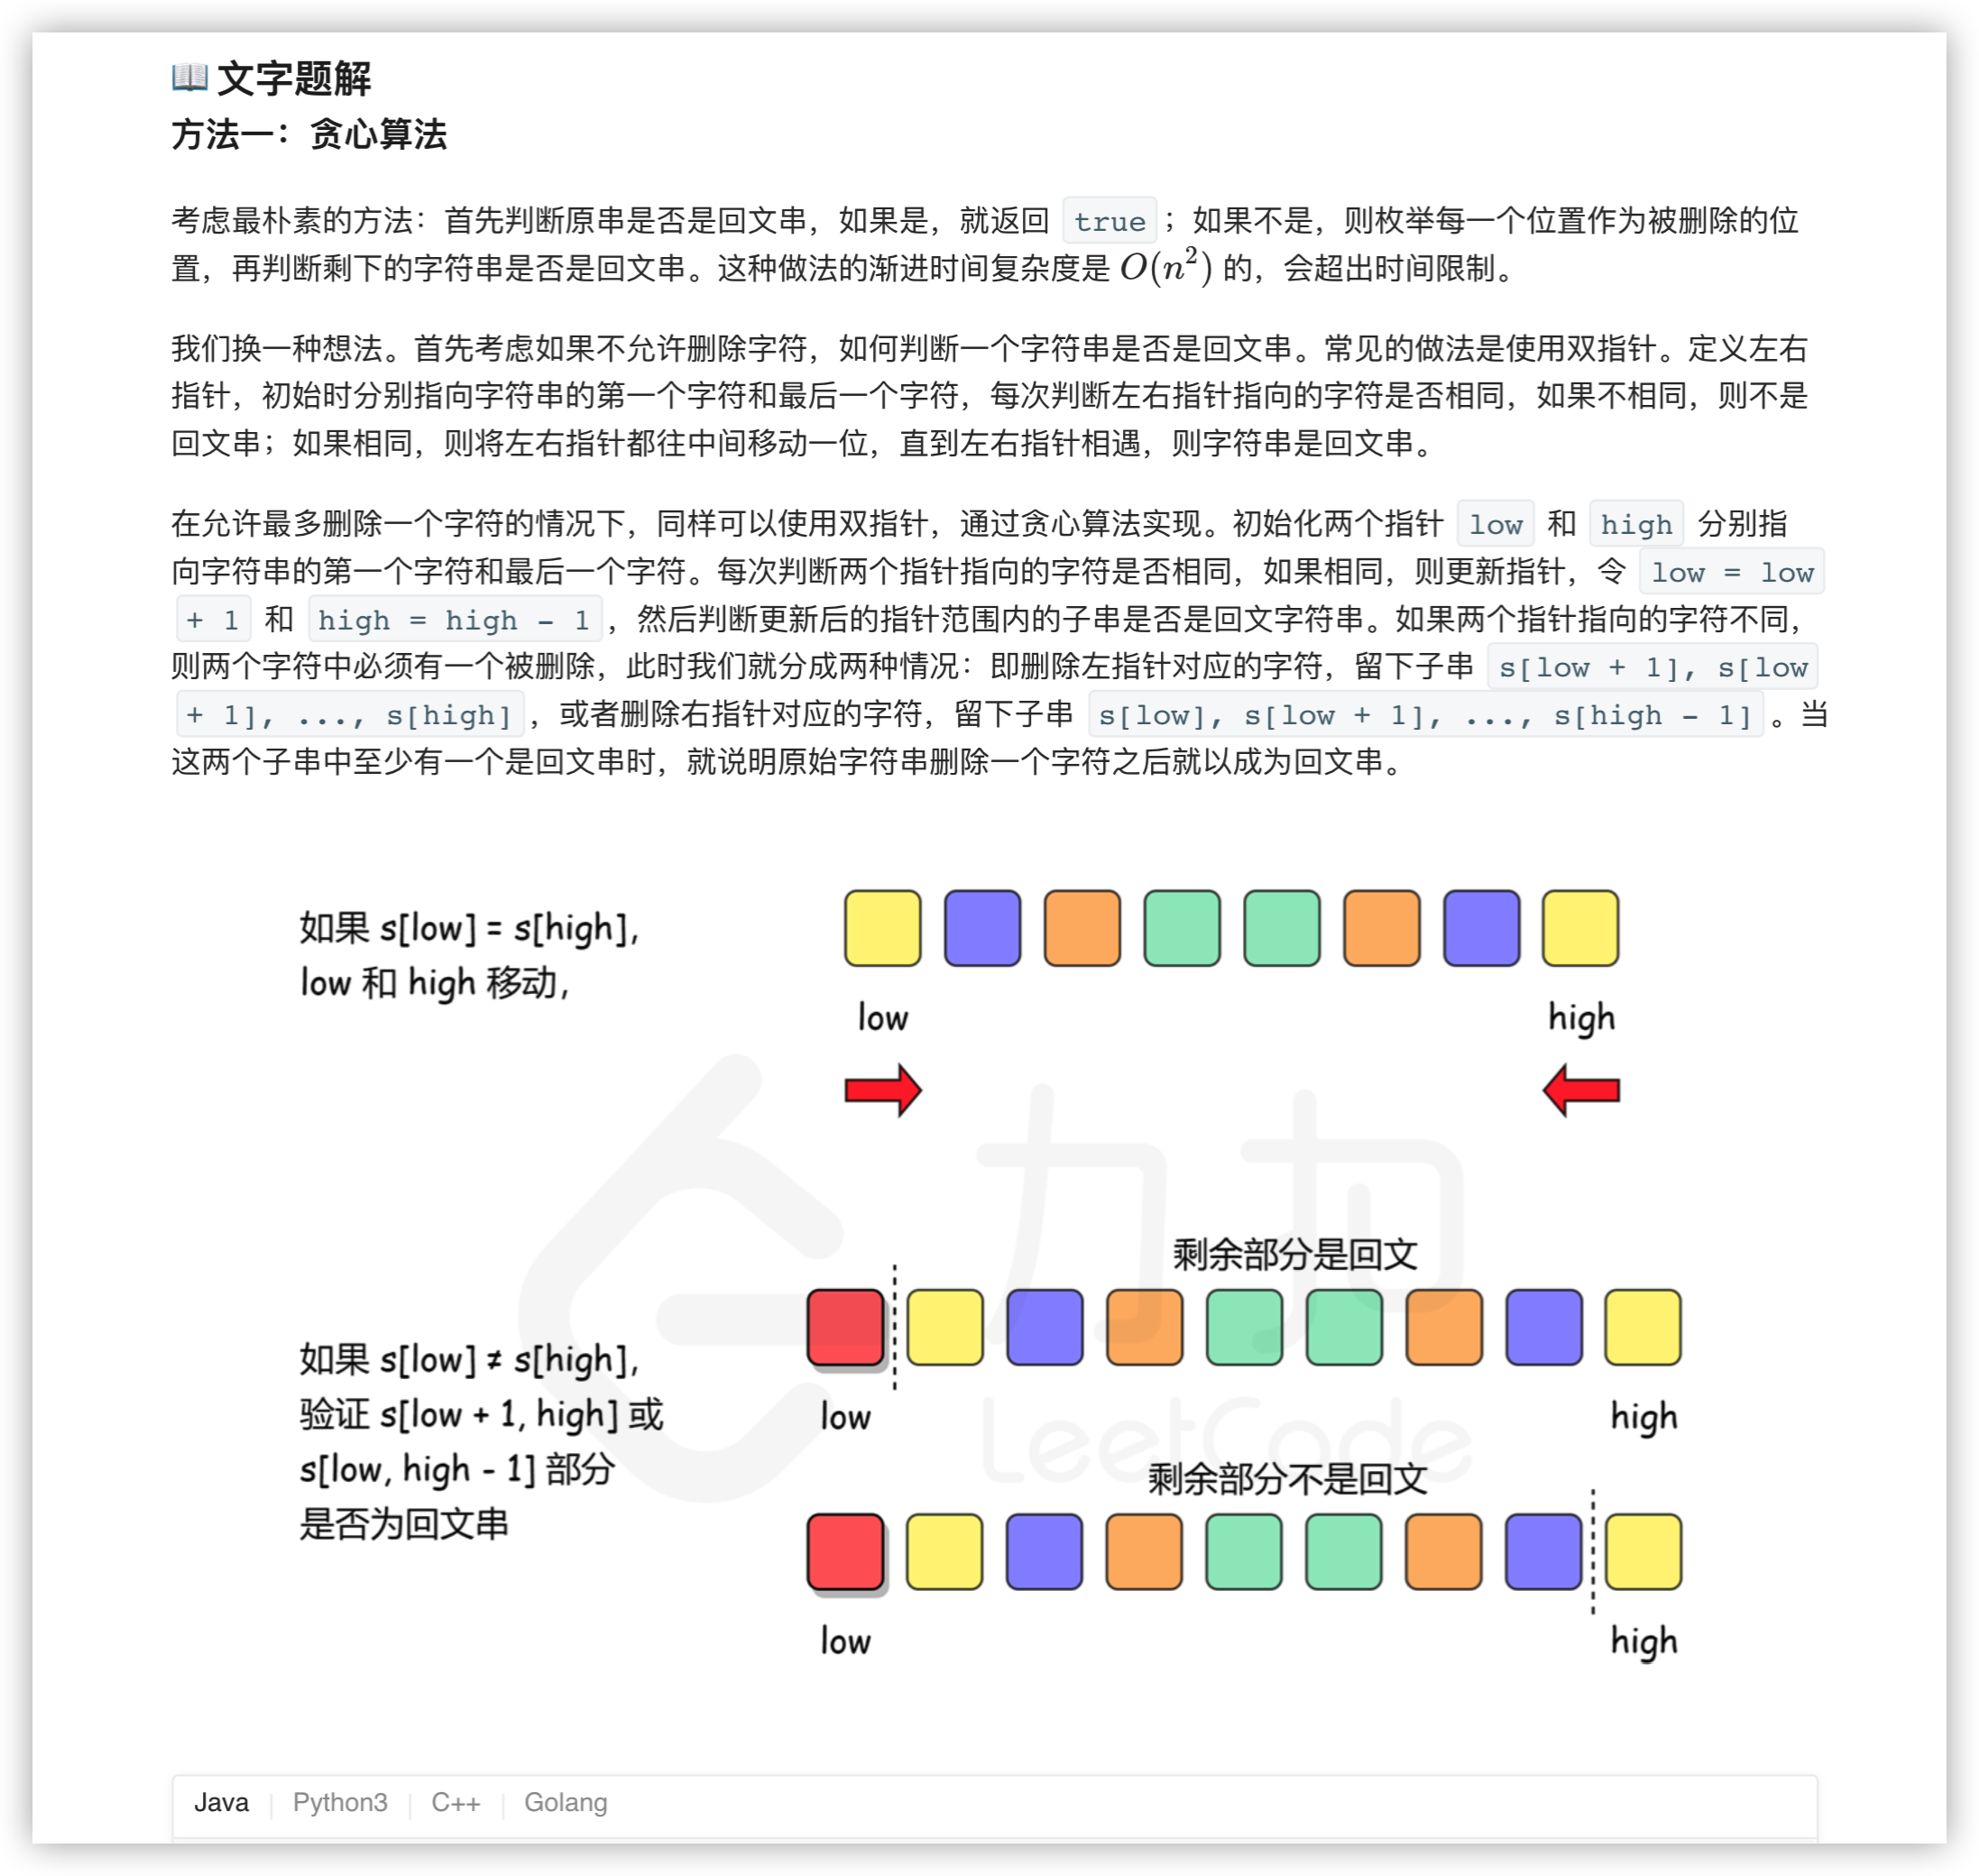 📖 文字题解
方法一：贪心算法
考虑最朴素的方法：首先判断原串是否是回文串，如果是，就返回 true；如果不是，则枚举每一个位置作为被删除的位
置，再判断剩下的字符串是否是回文串。这种做法的渐进时间复杂度是 O(n²) 的，会超出时间限制。
我们换一种想法。首先考虑如果不允许删除字符，如何判断一个字符串是否是回文串。常见的做法是使用双指针。定义左右
指针，初始时分别指向字符串的第一个字符和最后一个字符，每次判断左右指针指向的字符是否相同，如果不相同，则不是
回文串；如果相同，则将左右指针都往中间移动一位，直到左右指针相遇，则字符串是回文串。
在允许最多删除一个字符的情况下，同样可以使用双指针，通过贪心算法实现。初始化两个指针 low 和 high 分别指
向字符串的第一个字符和最后一个字符。每次判断两个指针指向的字符是否相同，如果相同，则更新指针，令 low = low
+ 1 和 high = high - 1，然后判断更新后的指针范围内的子串是否是回文字符串。如果两个指针指向的字符不同，
则两个字符中必须有一个被删除，此时我们就分成两种情况：即删除左指针对应的字符，留下子串 s[low + 1], s[low
+ 1], ..., s[high]，或者删除右指针对应的字符，留下子串 s[low], s[low + 1], ..., s[high - 1]。当
这两个子串中至少有一个是回文串时，就说明原始字符串删除一个字符之后就以成为回文串。
如果 s[low] = s[high],
low 和 high 移动,
low high
力扣
剩余部分是回文
如果 s[low] ≠ s[high],
验证 s[low + 1, high] 或
s[low, high - 1] 部分
是否为回文串
low high
LeetCode
剩余部分不是回文
low high
Java | Python3 | C++ | Golang